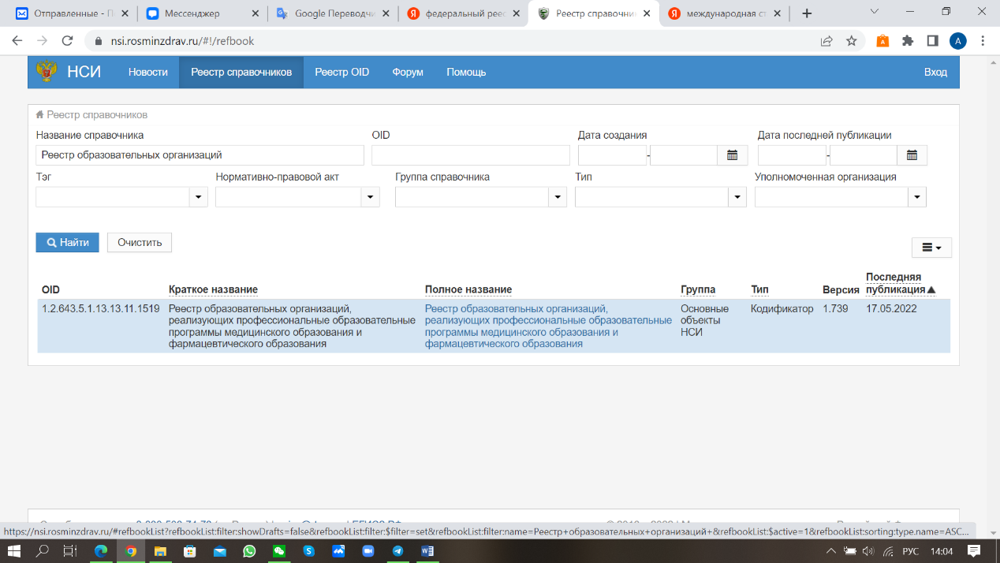 Отправленные - П
Мессенджер
Google Переводчи
федеральный реес
Реестр справочни
международная ст
nsi.rosminzdrav.ru/#!/refbook
А
НСИ Новости Реестр справочников Реестр OID Форум Помощь Вход
Реестр справочников
Название справочника OID Дата создания Дата последней публикации
Реестр образовательных организаций - -
Тэг Нормативно-правовой акт Группа справочника Тип Уполномоченная организация
Найти Очистить
OID Краткое название Полное название Группа Тип Версия Последняя публикация
1.2.643.5.1.13.13.11.1519
Реестр образовательных организаций,
реализующих профессиональные образовательные
программы медицинского образования и
фармацевтического образования
Реестр образовательных организаций,
реализующих профессиональные образовательные
программы медицинского образования и
фармацевтического образования
Основные
объекты
НСИ
Кодификатор
1.739
17.05.2022
https://nsi.rosminzdrav.ru/#refbookList?refbookList:filter:showDrafts=false&refbookList:filter:$filter=set&refbookList:filter:name=Реестр+образовательных+организаций+&refbookList:$active=1&refbookList:sorting:type.name=ASC...
РУС 14:04